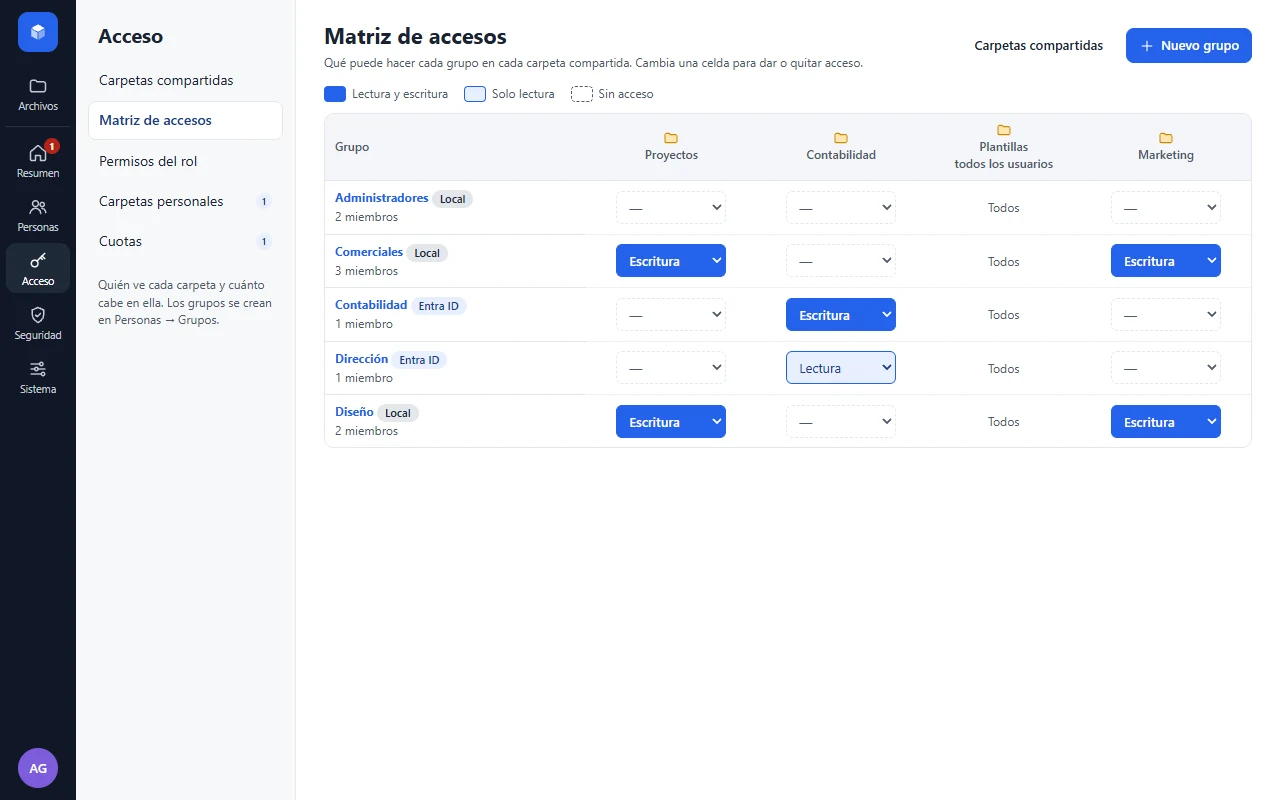 Archivos
1
Resumen
Personas
Acceso
Seguridad
Sistema
AG
Acceso
Carpetas compartidas
Matriz de accesos
Permisos del rol
Carpetas personales 1
Cuotas 1
Quién ve cada carpeta y cuánto
cabe en ella. Los grupos se crean
en Personas → Grupos.
Matriz de accesos
Qué puede hacer cada grupo en cada carpeta compartida. Cambia una celda para dar o quitar acceso.
Carpetas compartidas
+ Nuevo grupo
Lectura y escritura Solo lectura Sin acceso
Grupo Proyectos Contabilidad Plantillas Marketing
todos los usuarios
Administradores Local
2 miembros
— — Todos —
Comerciales Local
3 miembros
Escritura — Todos Escritura
Contabilidad Entra ID
1 miembro
— Escritura Todos —
Dirección Entra ID
1 miembro
— Lectura Todos —
Diseño Local
2 miembros
Escritura — Todos Escritura